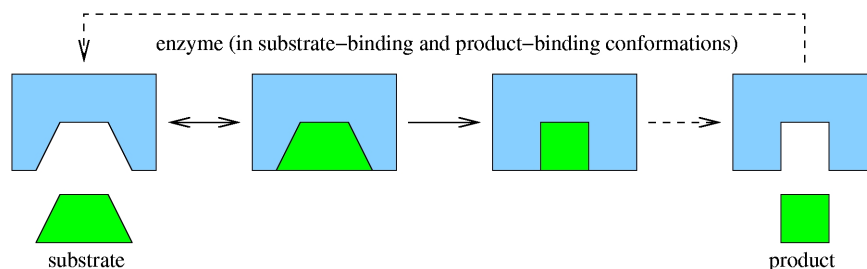 enzyme (in substrate−binding and product−binding conformations)
substrate
product